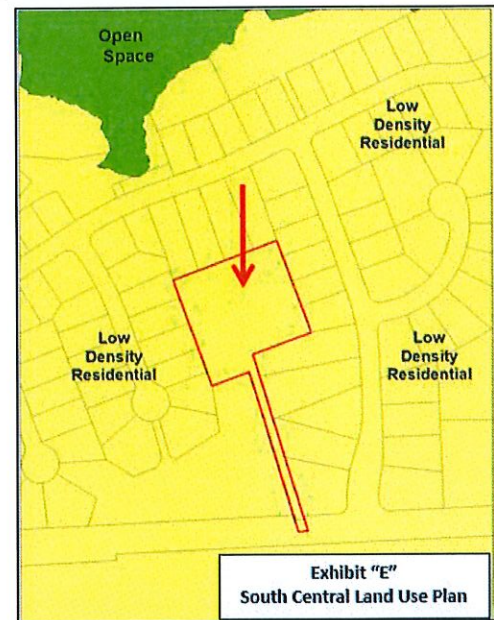 Open
Space
Low
Density
Residential
Low
Density
Residential
Low
Density
Residential
Exhibit “E”
South Central Land Use Plan